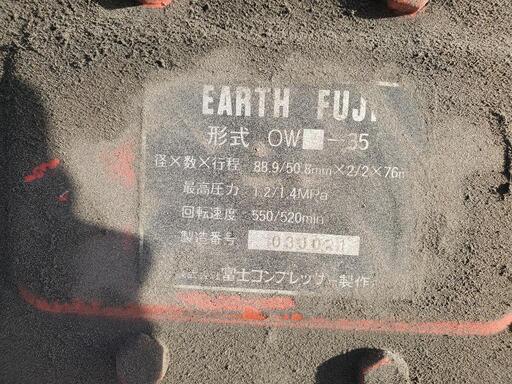 EARTH FUJI
形式 OW -35
径×数×行程 88.9/50.8mm×2/2×76m
最高圧力 1.2/1.4MPa
回転速度 550/520min
製造番号
富士コンプレッサー製作